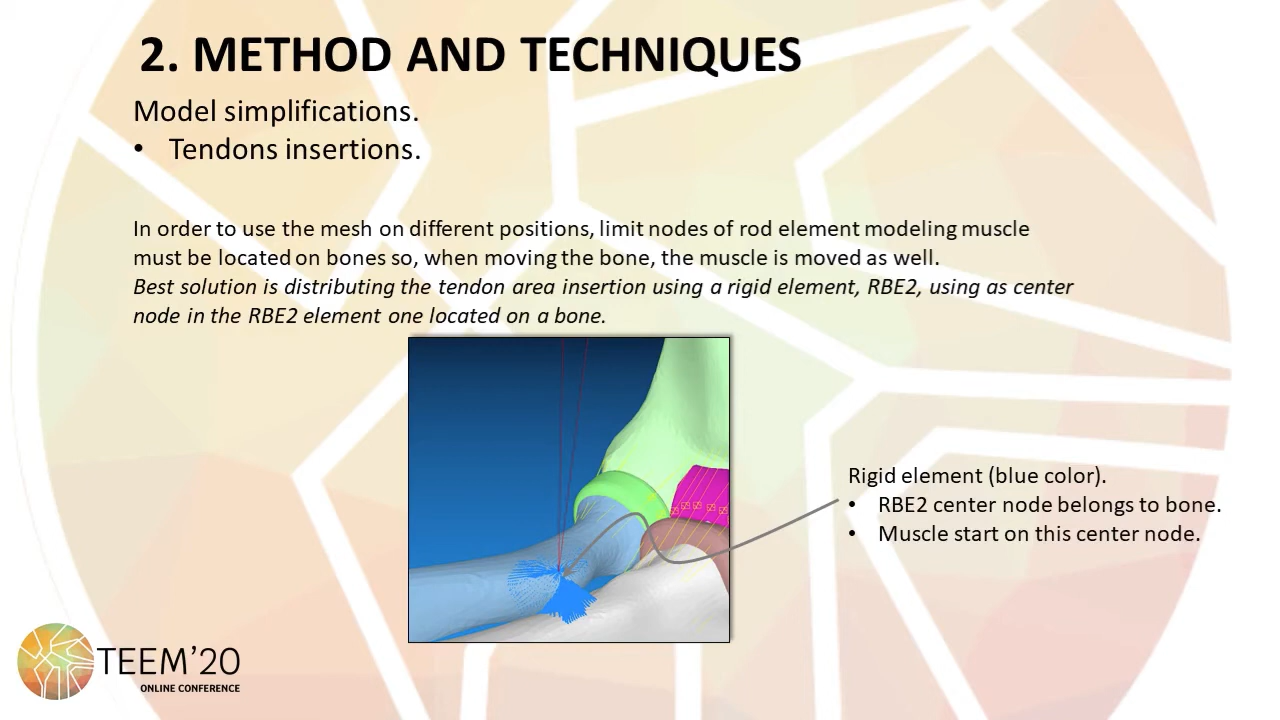 2. METHOD AND TECHNIQUES
Model simplifications.
• Tendons insertions.
In order to use the mesh on different positions, limit nodes of rod element modeling muscle
must be located on bones so, when moving the bone, the muscle is moved as well.
Best solution is distributing the tendon area insertion using a rigid element, RBE2, using as center
node in the RBE2 element one located on a bone.
Rigid element (blue color).
• RBE2 center node belongs to bone.
• Muscle start on this center node.
TEEM’20
ONLINE CONFERENCE